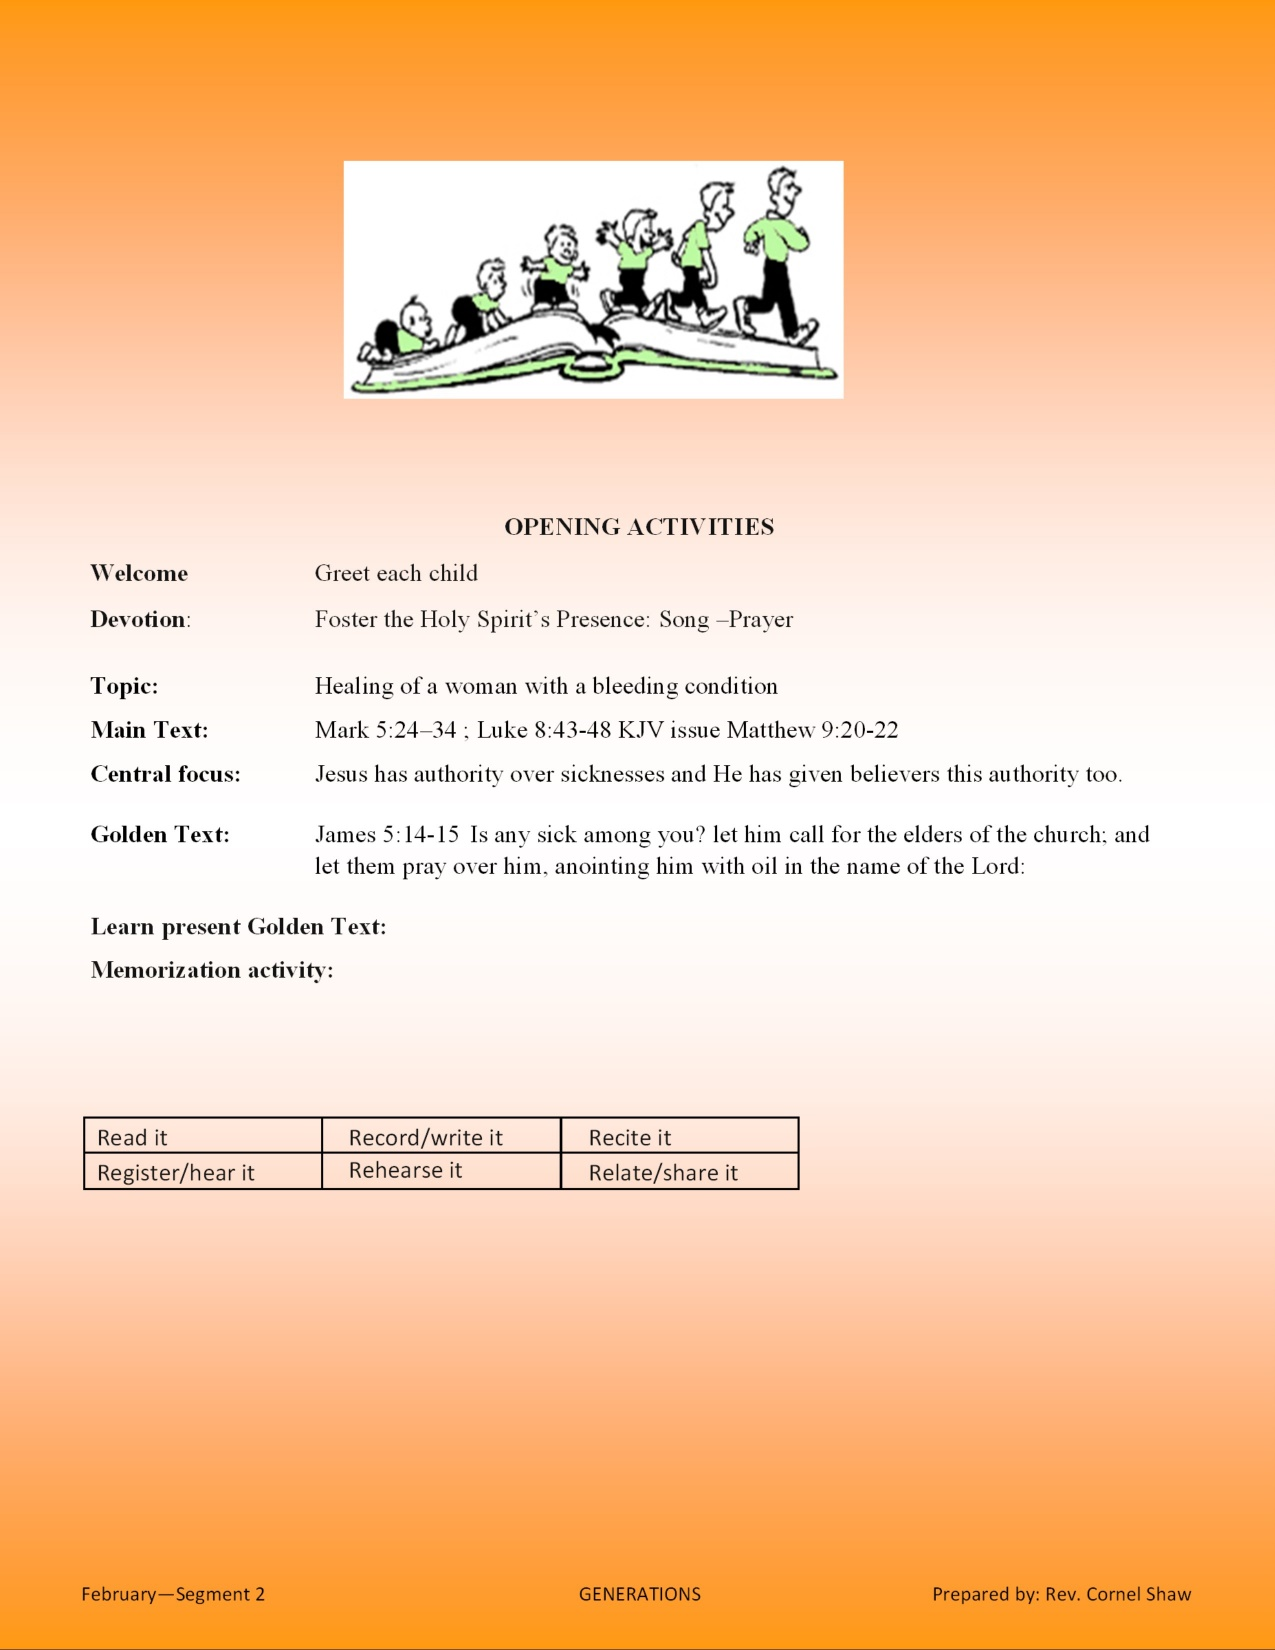 OPENING ACTIVITIES
Welcome Greet each child
Devotion: Foster the Holy Spirit’s Presence: Song –Prayer
Topic: Healing of a woman with a bleeding condition
Main Text: Mark 5:24–34 ; Luke 8:43-48 KJV issue Matthew 9:20-22
Central focus: Jesus has authority over sicknesses and He has given believers this authority too.
Golden Text: James 5:14-15 Is any sick among you? let him call for the elders of the church; and
let them pray over him, anointing him with oil in the name of the Lord:
Learn present Golden Text:
Memorization activity:
Read it Record/write it Recite it
Register/hear it Rehearse it Relate/share it
February—Segment 2 GENERATIONS Prepared by: Rev. Cornel Shaw